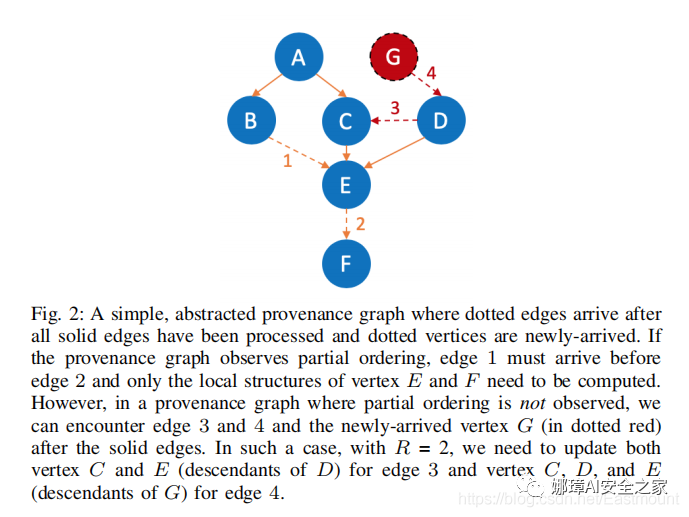 A
G
4
3
B
C
D
1
E
2
F
Fig. 2: A simple, abstracted provenance graph where dotted edges arrive after
all solid edges have been processed and dotted vertices are newly-arrived. If
the provenance graph observes partial ordering, edge 1 must arrive before
edge 2 and only the local structures of vertex E and F need to be computed.
However, in a provenance graph where partial ordering is not observed, we
can encounter edge 3 and 4 and the newly-arrived vertex G (in dotted red)
after the solid edges. In such a case, with R = 2, we need to update both
vertex C and E (descendants of D) for edge 3 and vertex C, D, and E
(descendants of G) for edge 4.
娜璋AI安全之家
https://blog.csdn.net/Eastmount